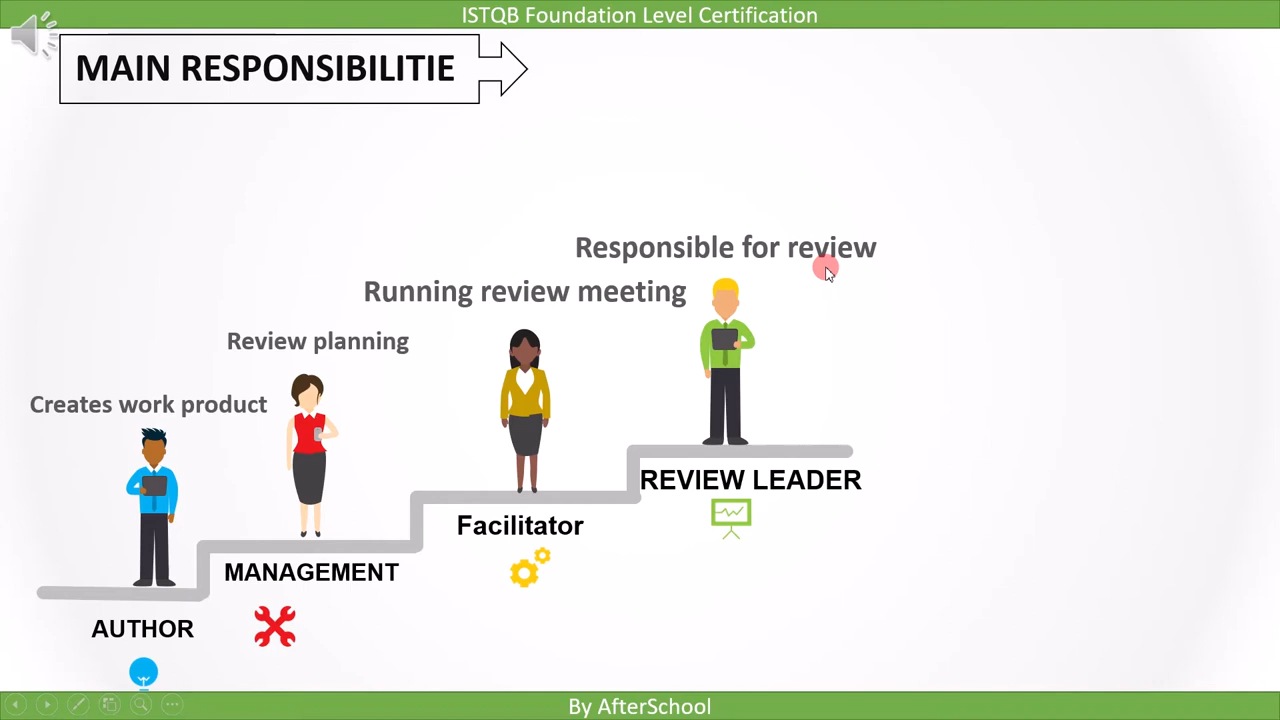 ISTQB Foundation Level Certification
MAIN RESPONSIBILITIE
Responsible for review
Running review meeting
Review planning
Creates work product
REVIEW LEADER
Facilitator
MANAGEMENT
AUTHOR
By AfterSchool